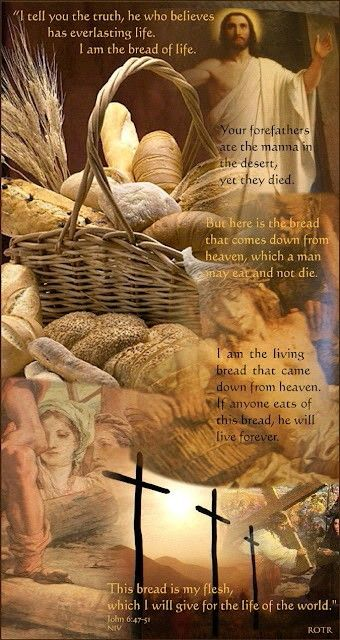 “I tell you the truth, he who believes
has everlasting life.
I am the bread of life.
Your forefathers
ate the manna in
the desert,
yet they died.
But here is the bread
that comes down from
heaven, which a man
may eat and not die.
I am the living
bread that came
down from heaven.
If anyone eats of
this bread, he will
live forever.
This bread is my flesh,
which I will give for the life of the world."
John 6:47-51
NIV
ROTR